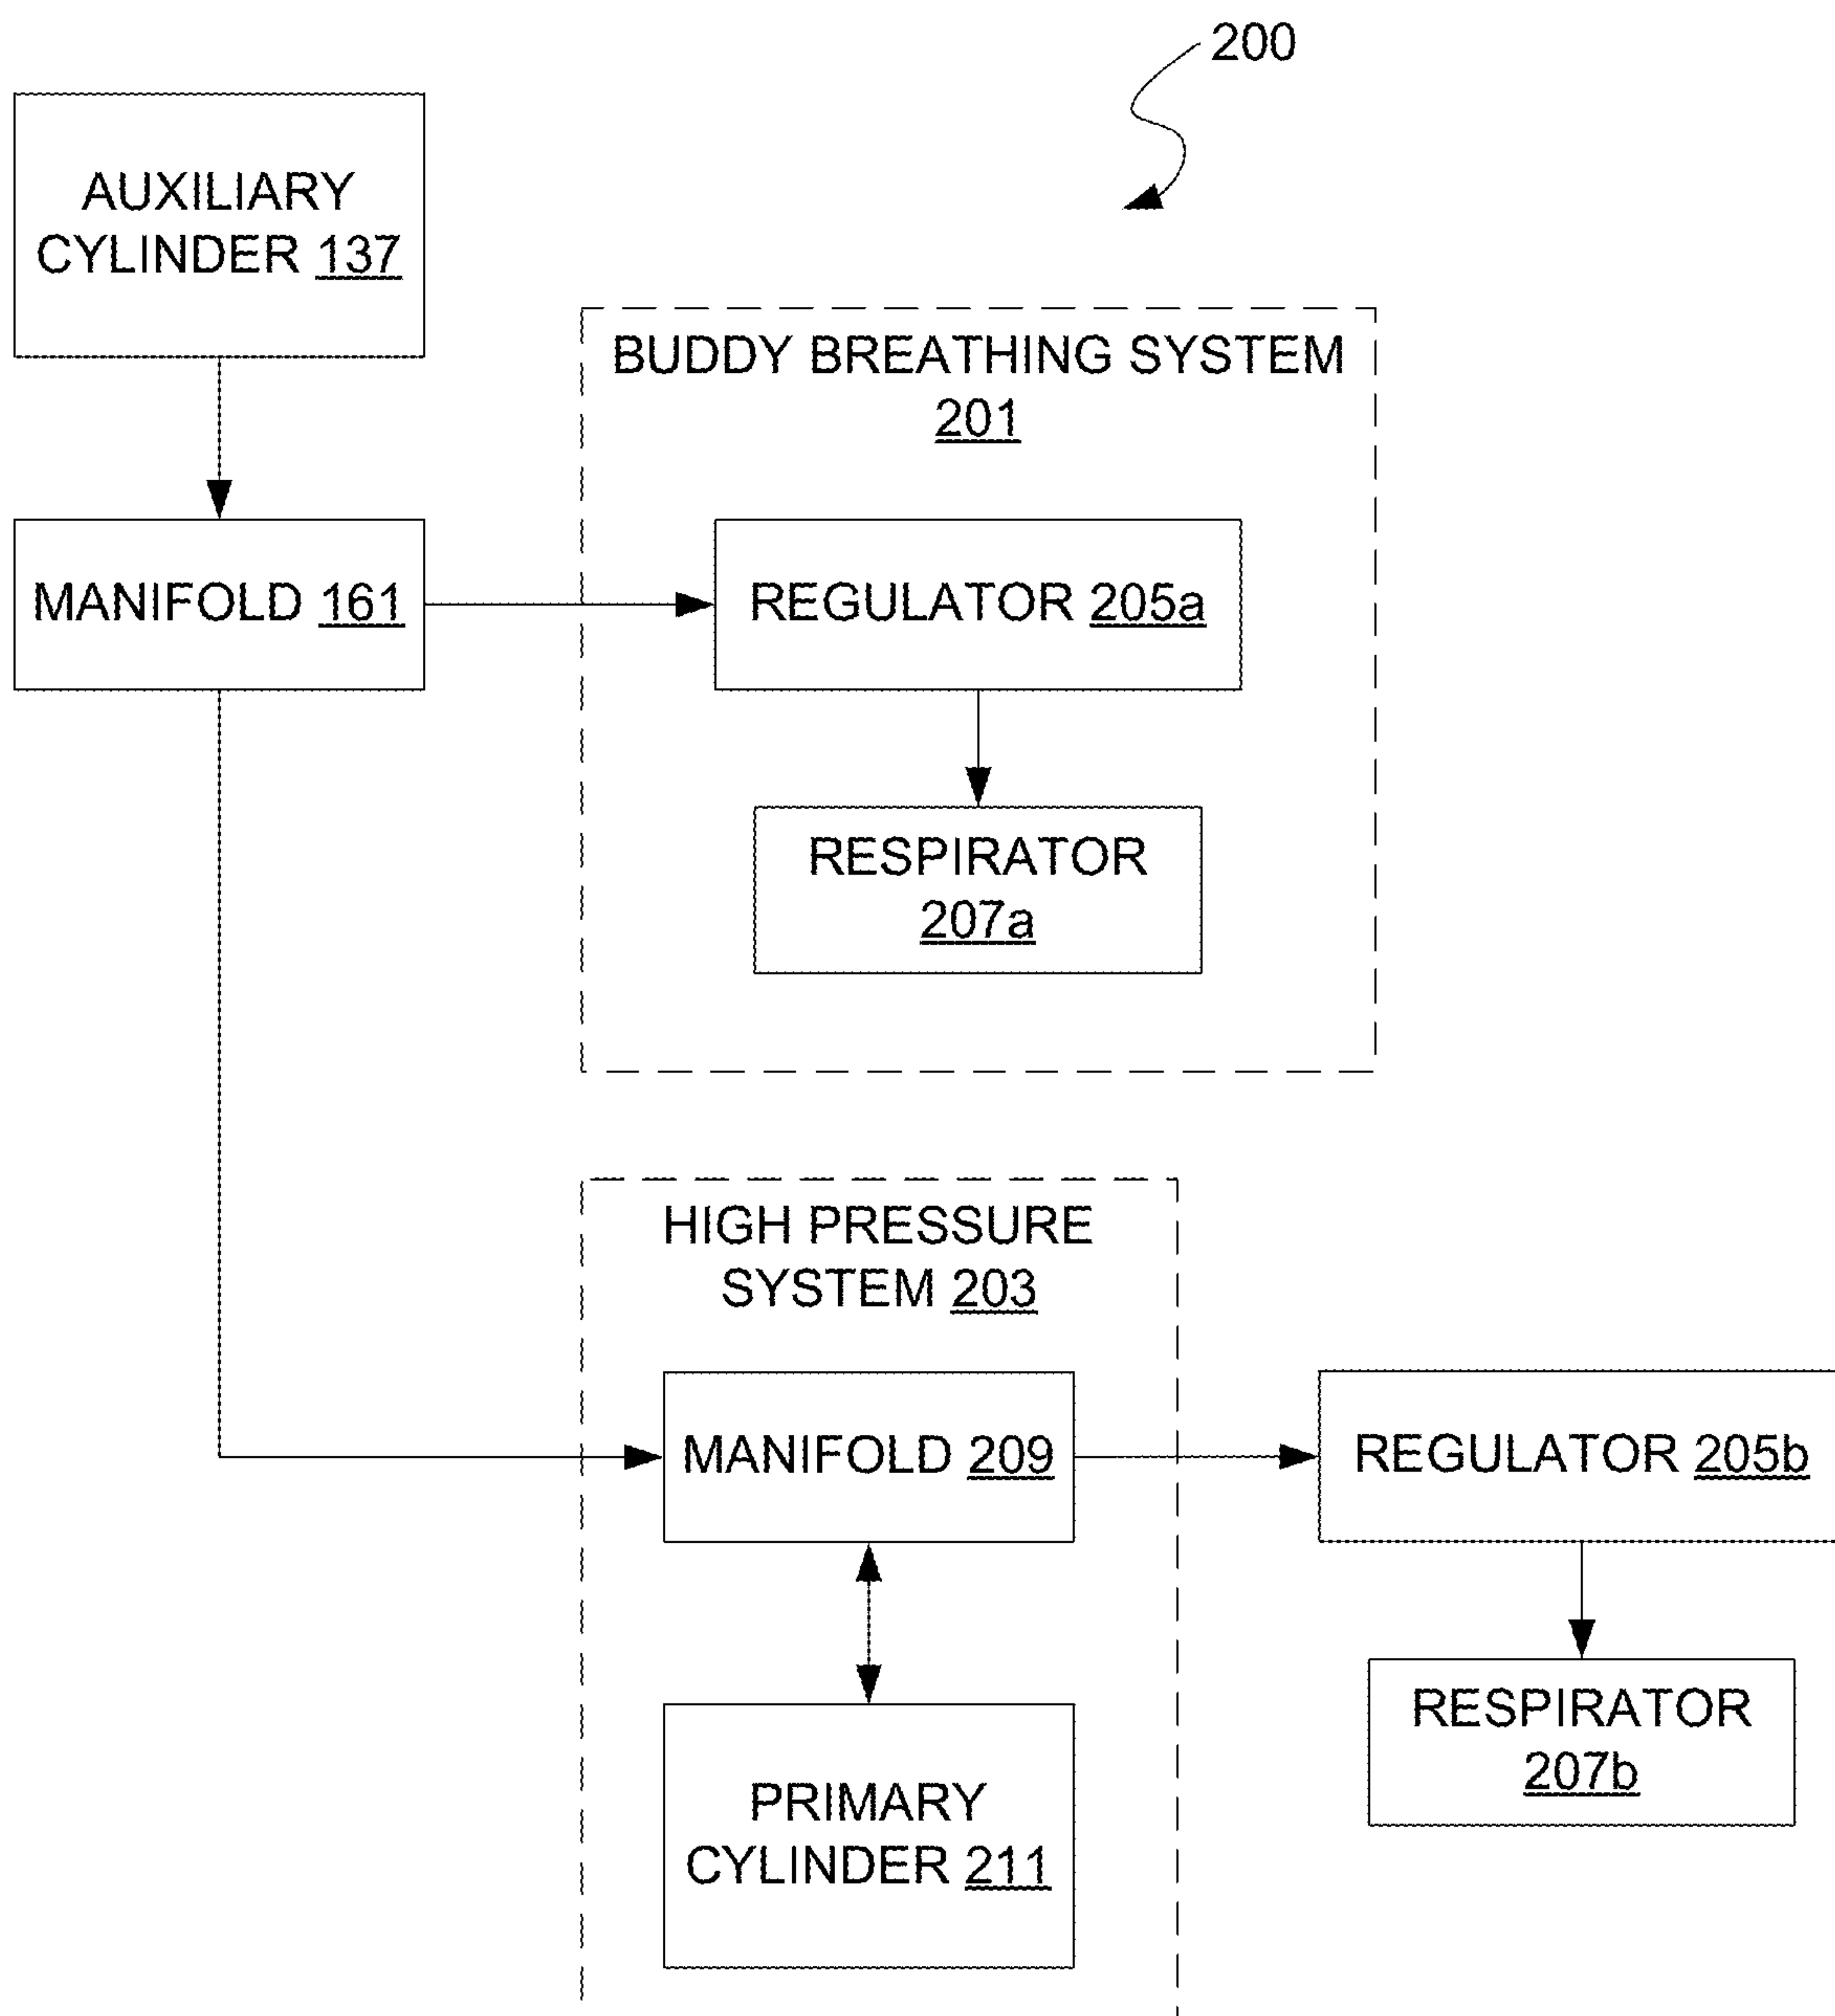 200
AUXILIARY
CYLINDER 137
BUDDY BREATHING SYSTEM
201
MANIFOLD 161
REGULATOR 205a
RESPIRATOR
207a
HIGH PRESSURE
SYSTEM 203
MANIFOLD 209
REGULATOR 205b
RESPIRATOR
207b
PRIMARY
CYLINDER 211